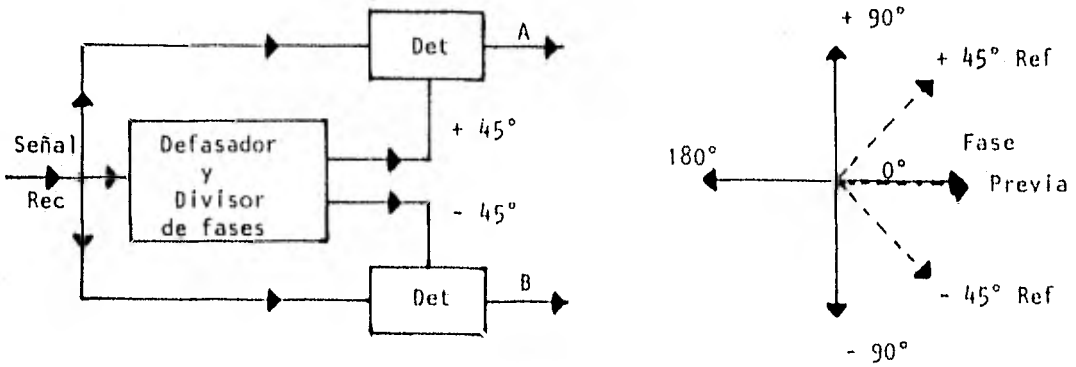 Señal
Rec
Defasador
y
Divisor
de fases
Det
A
+ 45°
- 45°
Det
B
+ 90°
+ 45° Ref
180°
0°
Fase
Previa
- 45° Ref
- 90°